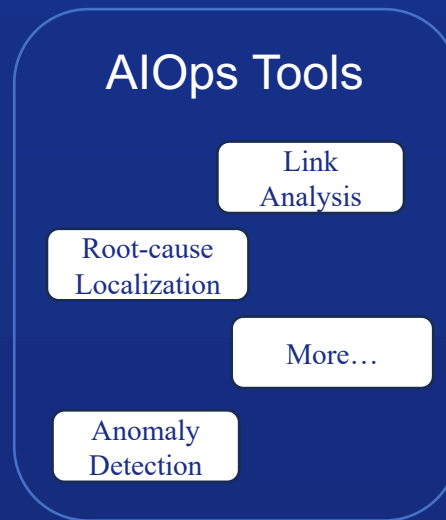 AIOps Tools
Link
Analysis
Root-cause
Localization
More…
Anomaly
Detection